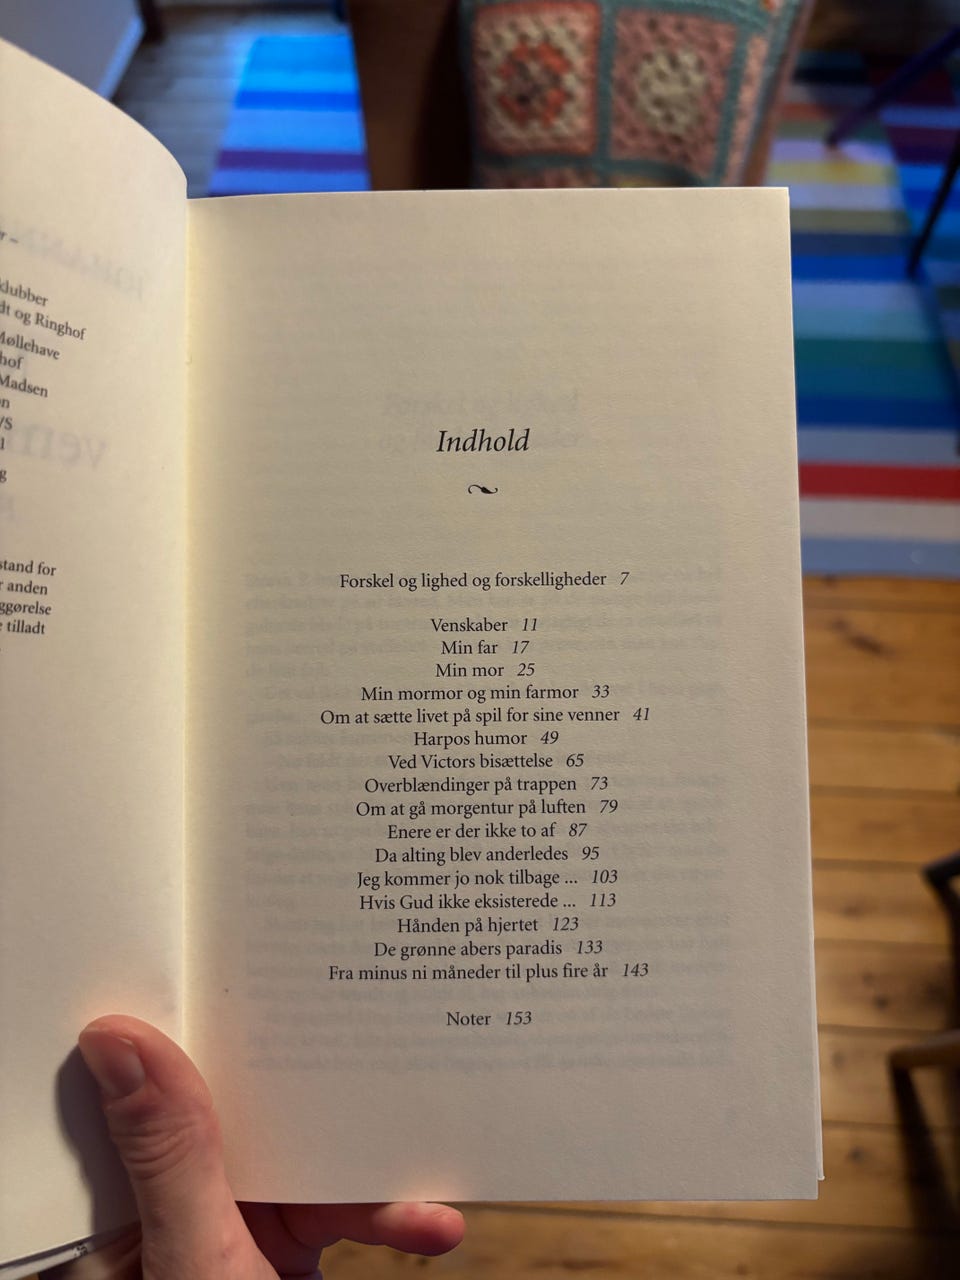 klubber
og Ringhof
Møllehave
Madsen
stand for
anden
tilladt
Indhold
Forskel og lighed og forskelligheder 7
Venskaber 11
Min far 17
Min mor 25
Min mormor og min farmor 33
Om at sætte livet på spil for sine venner 41
Harpos humor 49
Ved Victors bisættelse 65
Overblændinger på trappen 73
Om at gå morgentur på luften 79
Enere er der ikke to af 87
Da alting blev anderledes 95
Jeg kommer jo nok tilbage ... 103
Hvis Gud ikke eksisterede ... 113
Hånden på hjertet 123
De grønne abers paradis 133
Fra minus ni måneder til plus fire år 143
Noter 153